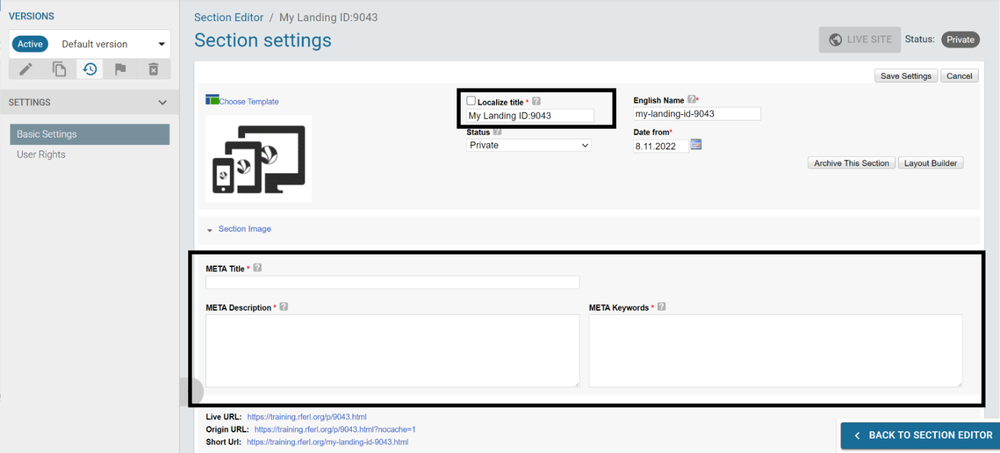 VERSIONS
Active Default version
SETTINGS
Basic Settings
User Rights
Section Editor / My Landing ID:9043
Section settings
LIVE SITE Status: Private
Save Settings Cancel
Choose Template
Localize title * ?
My Landing ID:9043
English Name ? *
my-landing-id-9043
Status ?
Private
Date from*
8.11.2022
Archive This Section Layout Builder
Section Image
META Title * ?
META Description * ? META Keywords * ?
Live URL: https://training.rferl.org/p/9043.html
Origin URL: https://training.rferl.org/p/9043.html?nocache=1
Short Url: https://training.rferl.org/my-landing-id-9043.html
BACK TO SECTION EDITOR